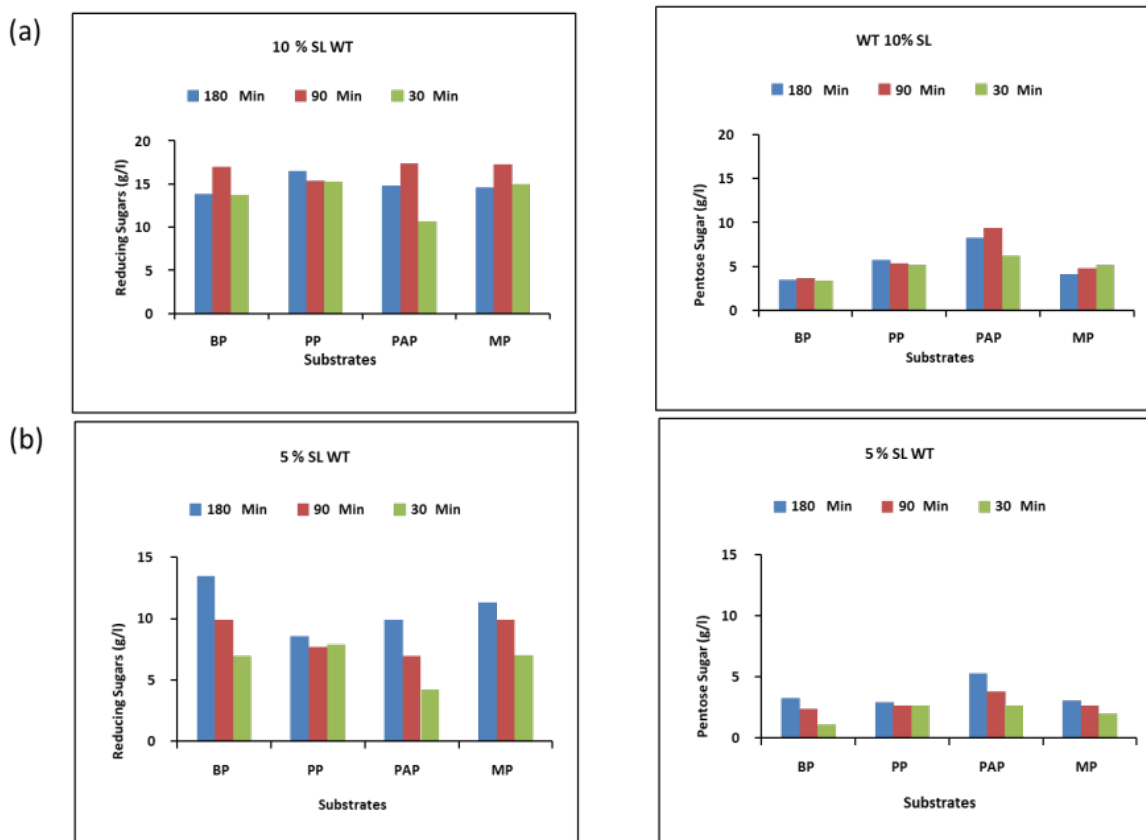 (a)
10 % SL WT
180 Min 90 Min 30 Min
Reducing Sugars (g/l)
20
15
10
5
0
BP PP PAP MP
Substrates
WT 10% SL
180 Min 90 Min 30 Min
Pentose Sugar (g/l)
20
15
10
5
0
BP PP PAP MP
Substrates
(b)
5 % SL WT
180 Min 90 Min 30 Min
Reducing Sugars (g/l)
15
10
5
0
BP PP PAP MP
Substrates
5 % SL WT
180 Min 90 Min 30 Min
Pentose Sugar (g/l)
15
10
5
0
BP PP PAP MP
Substrates